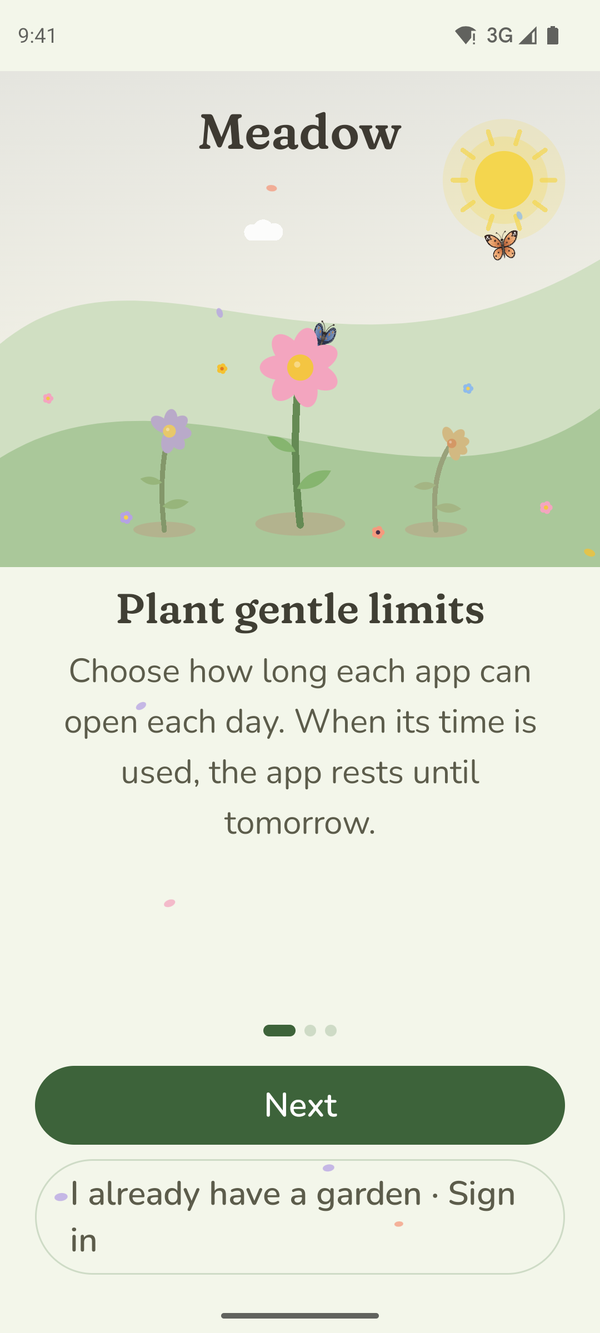 9:41
3G
Meadow
Plant gentle limits
Choose how long each app can
open each day. When its time is
used, the app rests until
tomorrow.
Next
I already have a garden · Sign
in